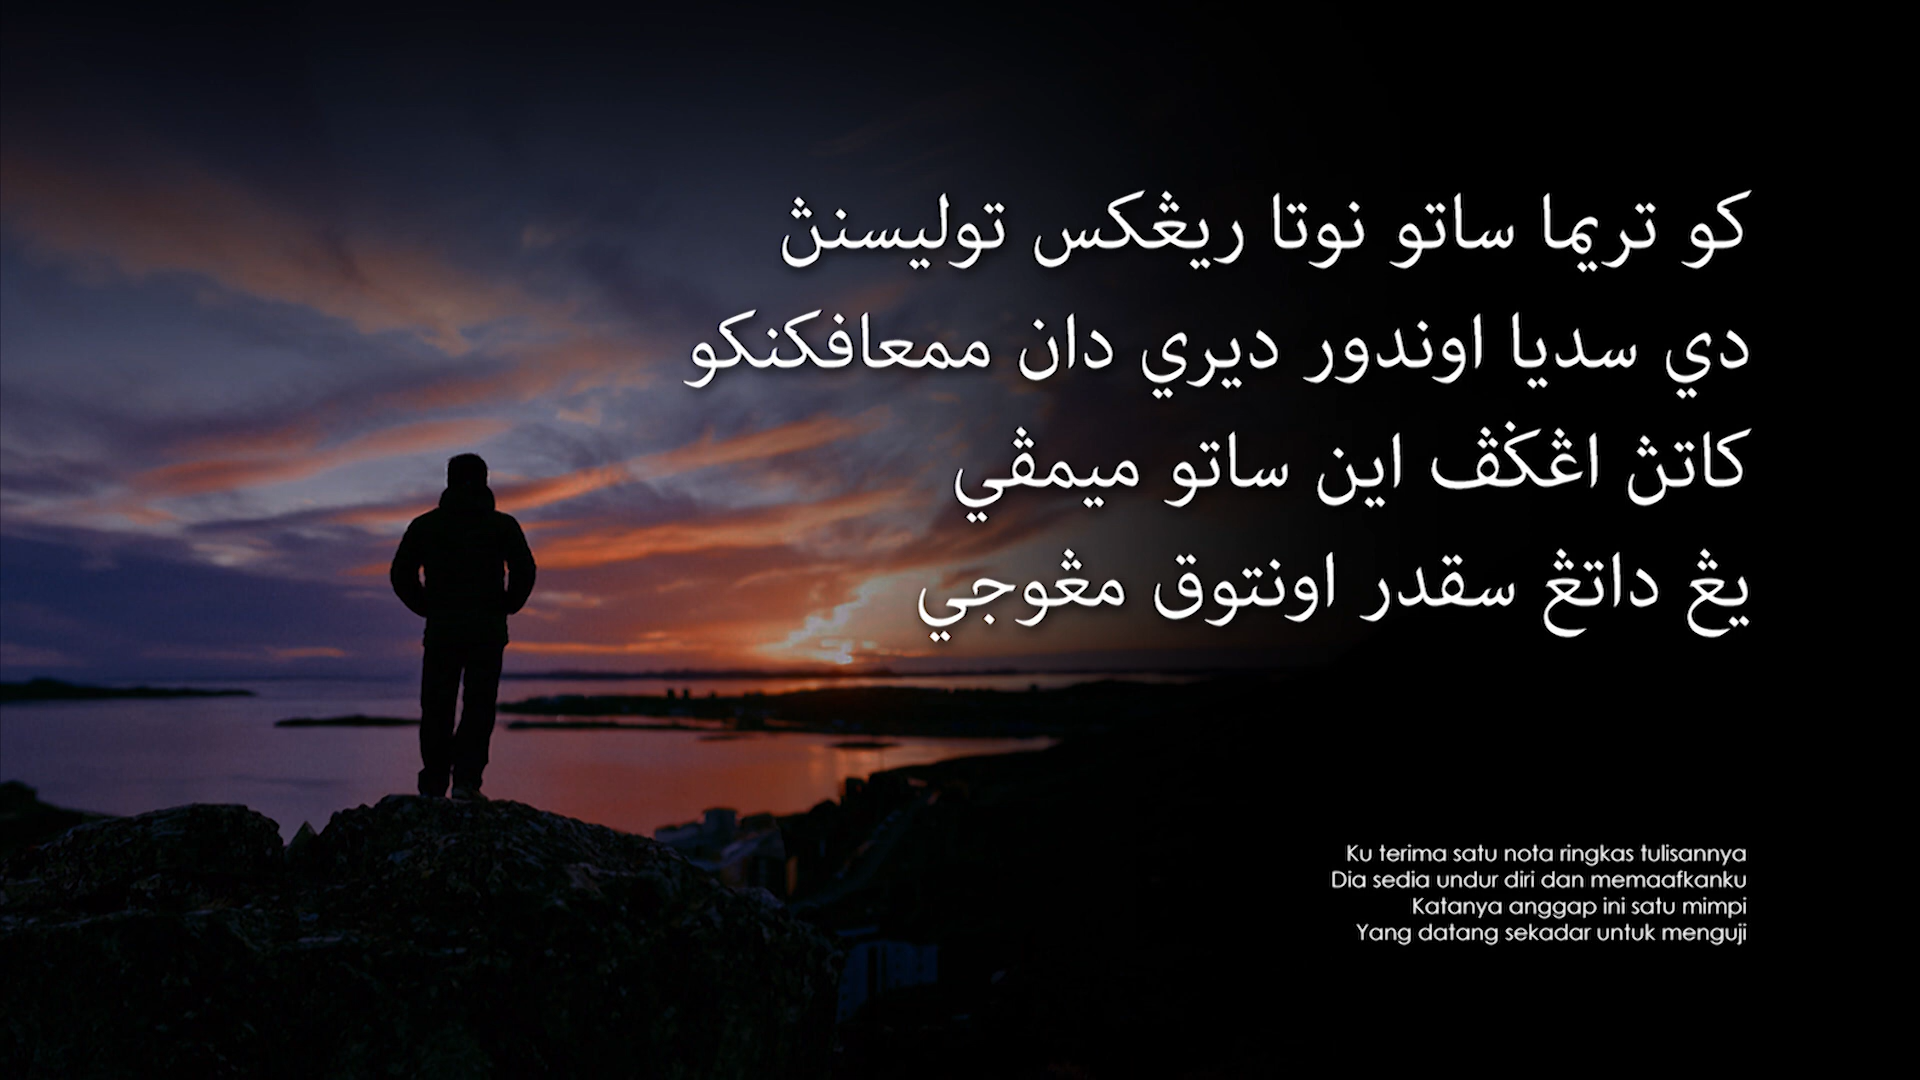 كو تريما ساتو نوتا ريڠكس توليسنڽ
دي سديا اوندور ديري دان ممعافكنكو
كاتڽ اڠݢڤ اين ساتو ميمڤي
يڠ داتڠ سقدر اونتوق مڠوجي
Ku terima satu nota ringkas tulisannya
Dia sedia undur diri dan memaafkanku
Katanya anggap ini satu mimpi
Yang datang sekadar untuk menguji